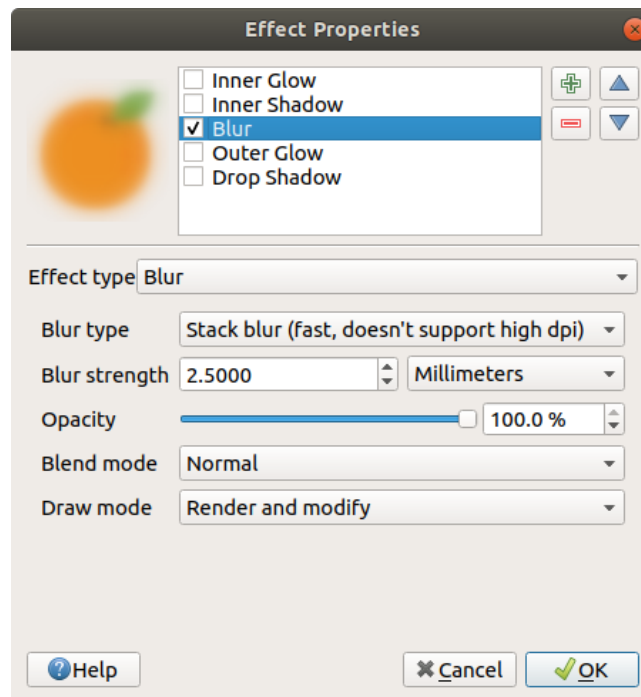 Effect Properties
Inner Glow
Inner Shadow
Blur
Outer Glow
Drop Shadow
Effect type Blur
Blur type Stack blur (fast, doesn't support high dpi)
Blur strength 2.5000 Millimeters
Opacity 100.0 %
Blend mode Normal
Draw mode Render and modify
Help Cancel OK